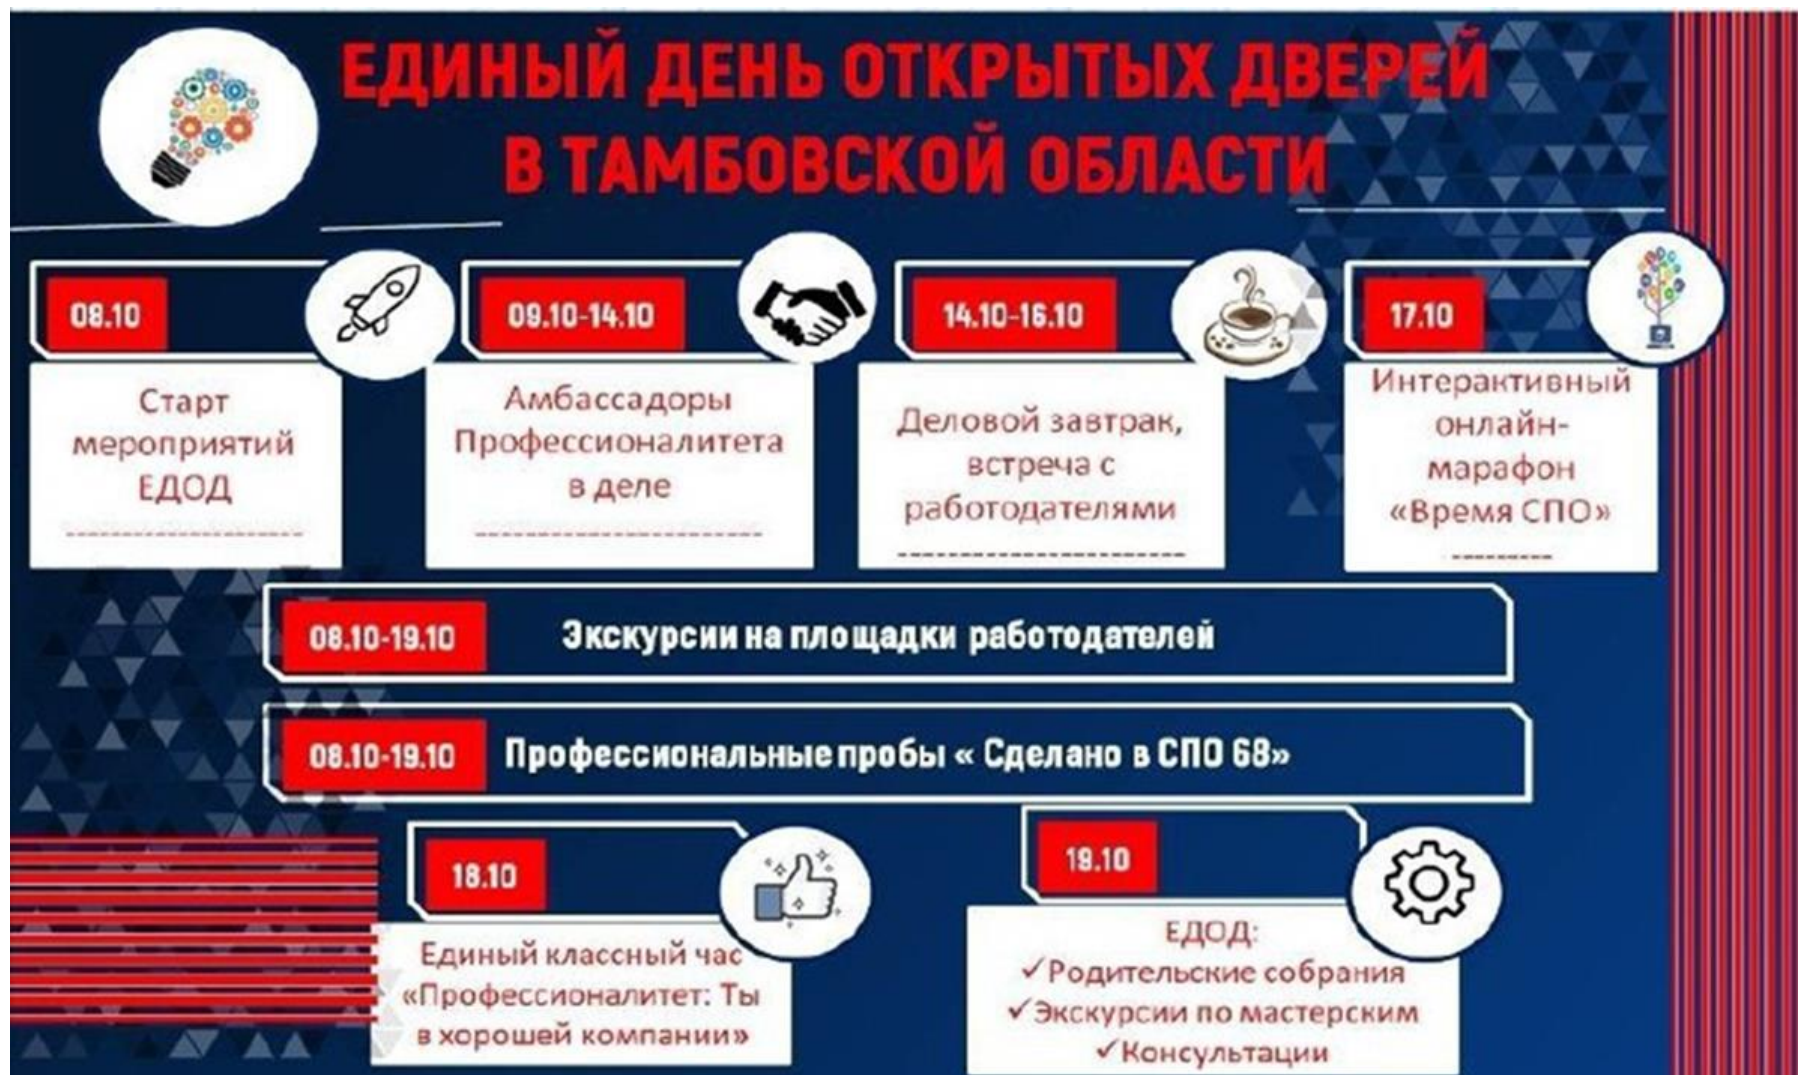 ЕДИНЫЙ ДЕНЬ ОТКРЫТЫХ ДВЕРЕЙ
В ТАМБОВСКОЙ ОБЛАСТИ
08.10
Старт
мероприятий
ЕДОД
09.10-14.10
Амбассадоры
Профессионалитета
в деле
14.10-16.10
Деловой завтрак,
встреча с
работодателями
17.10
Интерактивный
онлайн-
марафон
«Время СПО»
08.10-19.10
Экскурсии на площадки работодателей
08.10-19.10
Профессиональные пробы « Сделано в СПО 68»
18.10
Единый классный час
«Профессионалитет: Ты
в хорошей компании»
19.10
ЕДОД:
✓Родительские собрания
✓Экскурсии по мастерским
✓Консультации